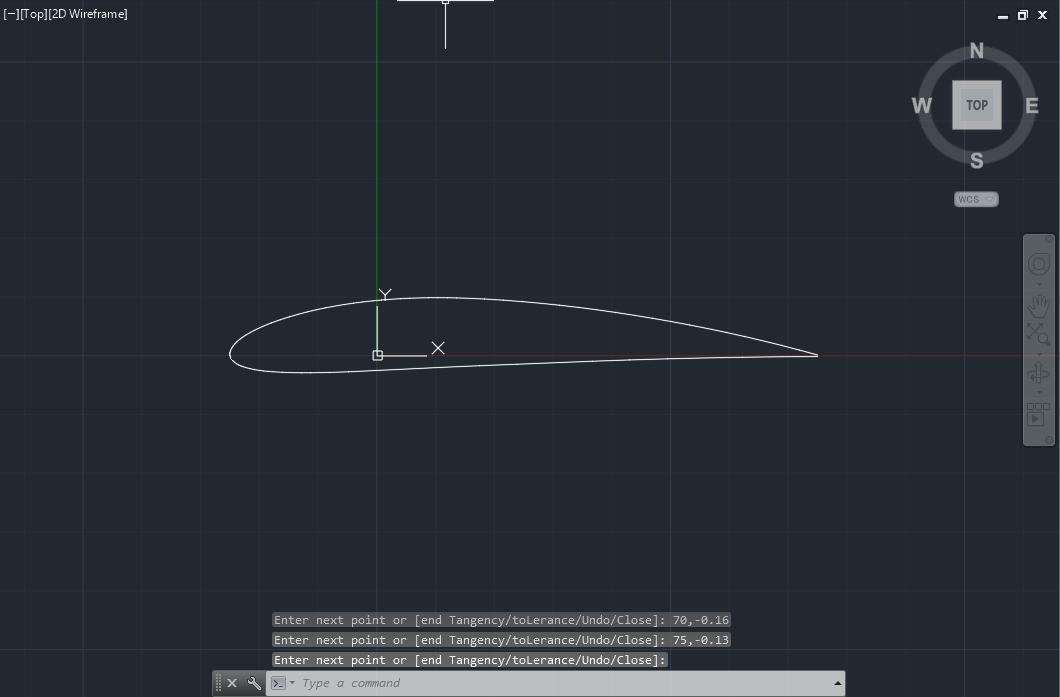 [−][Top][2D Wireframe]
N
W
TOP
E
S
WCS
Y
X
Enter next point or [end Tangency/toLerance/Undo/Close]: 70,-0.16
Enter next point or [end Tangency/toLerance/Undo/Close]: 75,-0.13
Enter next point or [end Tangency/toLerance/Undo/Close]:
Type a command